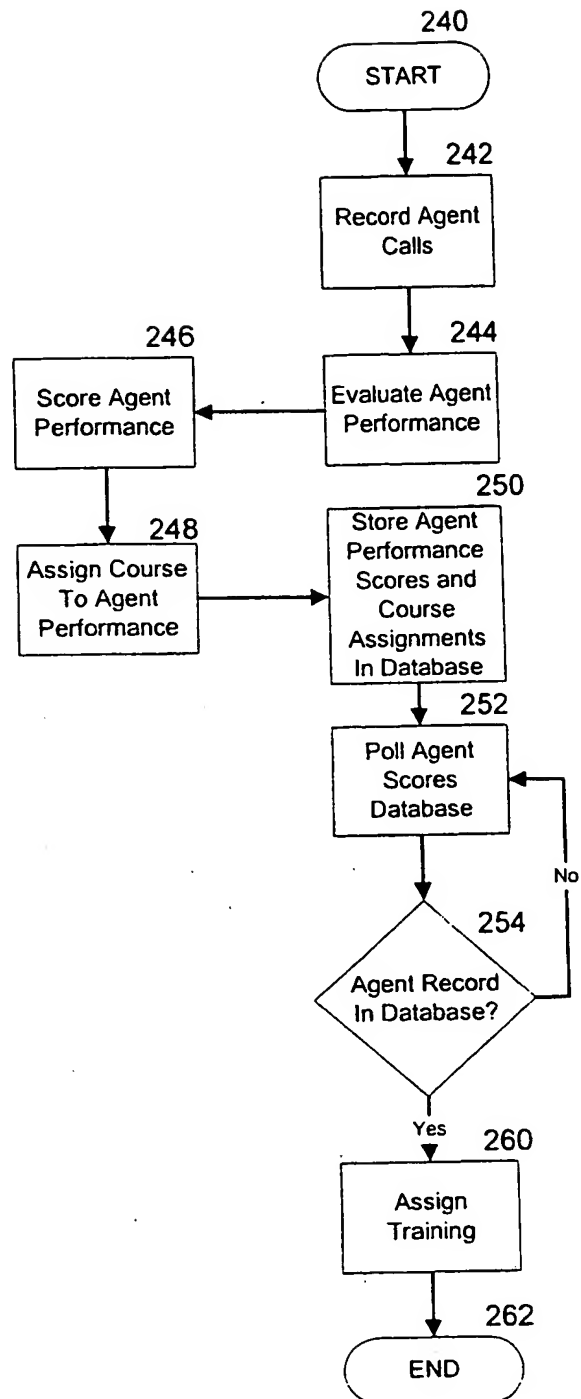 240
START
242
Record Agent
Calls
244
Evaluate Agent
Performance
246
Score Agent
Performance
248
Assign Course
To Agent
Performance
250
Store Agent
Performance
Scores and
Course
Assignments
In Database
252
Poll Agent
Scores
Database
No
254
Agent Record
In Database?
Yes
260
Assign
Training
262
END